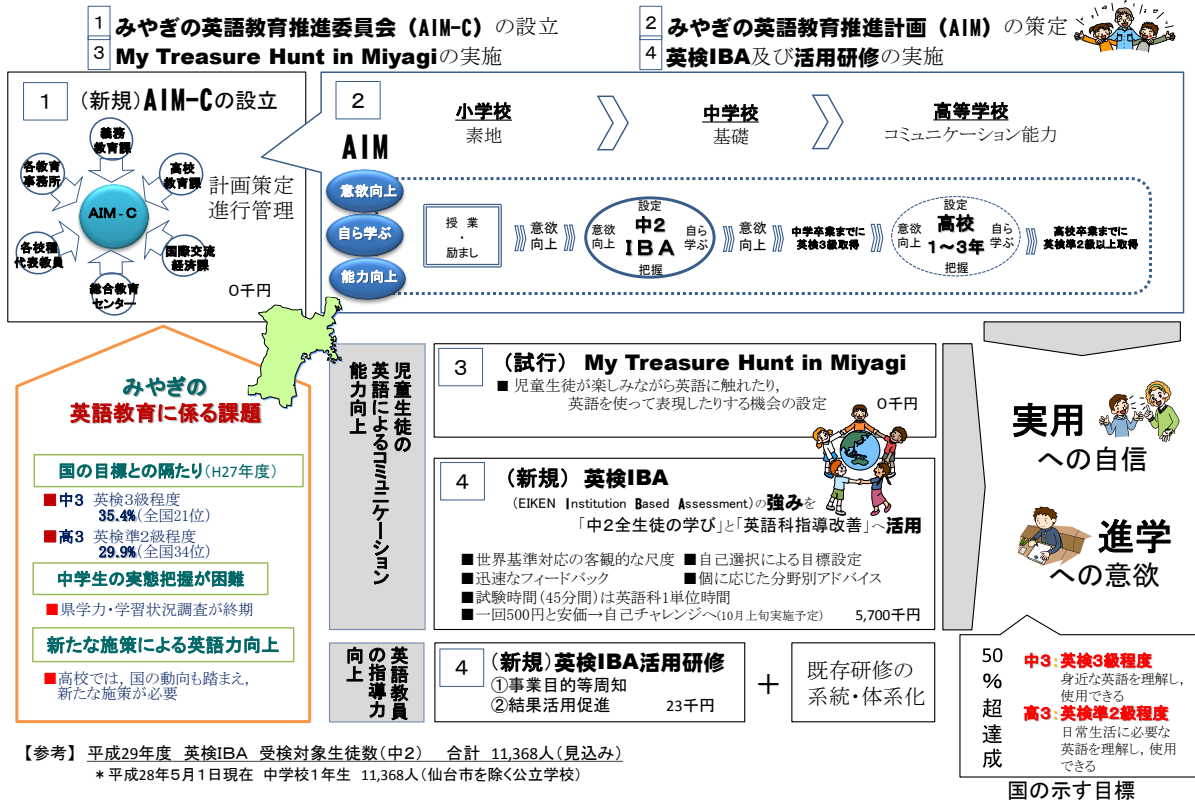 1 みやぎの英語教育推進委員会（AIM-C）の設立
2 みやぎの英語教育推進計画（AIM）の策定
3 My Treasure Hunt in Miyagiの実施
4 英検IBA及び活用研修の実施
1 （新規）AIM-Cの設立
義務
教育課
各教育
事務所
高校
教育課
AIM-C
計画策定
進行管理
各校種
代表教員
国際交流
経済課
総合教育
センター
0千円
2
AIM
小学校
素地
中学校
基礎
高等学校
コミュニケーション能力
意欲向上
自ら学ぶ
能力向上
授 業
・
励まし
意欲
向上
設定
意欲
向上
中2
IBA
自ら
学ぶ
把握
意欲
向上
中学卒業までに
英検3級取得
設定
意欲
向上
高校
1～3年
自ら
学ぶ
把握
高校卒業までに
英検準2級以上取得
みやぎの
英語教育に係る課題
国の目標との隔たり（H27年度）
■中3 英検3級程度
35.4%（全国21位）
■高3 英検準2級程度
29.9%（全国34位）
中学生の実態把握が困難
■県学力・学習状況調査が終期
新たな施策による英語力向上
■高校では，国の動向も踏まえ，
新たな施策が必要
児童生徒の
英語によるコミュニケーション
能力向上
3 （試行） My Treasure Hunt in Miyagi
■ 児童生徒が楽しみながら英語に触れたり，
英語を使って表現したりする機会の設定
0千円
4 （新規） 英検IBA
（EIKEN Institution Based Assessment）の強みを
「中2全生徒の学び」と「英語科指導改善」へ活用
■世界基準対応の客観的な尺度 ■自己選択による目標設定
■迅速なフィードバック ■個に応じた分野別アドバイス
■試験時間（45分間）は英語科1単位時間
■一回500円と安価→自己チャレンジへ（10月上旬実施予定） 5,700千円
英語教員
の指導力
向上
4 （新規）英検IBA活用研修
①事業目的等周知
②結果活用促進 23千円
＋
既存研修の
系統・体系化
実用
への自信
進学
への意欲
50%超達成
中3：英検3級程度
身近な英語を理解し，
使用できる
高3：英検準2級程度
日常生活に必要な
英語を理解し，使用
できる
国の示す目標
【参考】 平成29年度 英検IBA 受検対象生徒数（中2） 合計 11,368人（見込み）
＊平成28年5月1日現在 中学校1年生 11,368人（仙台市を除く公立学校）